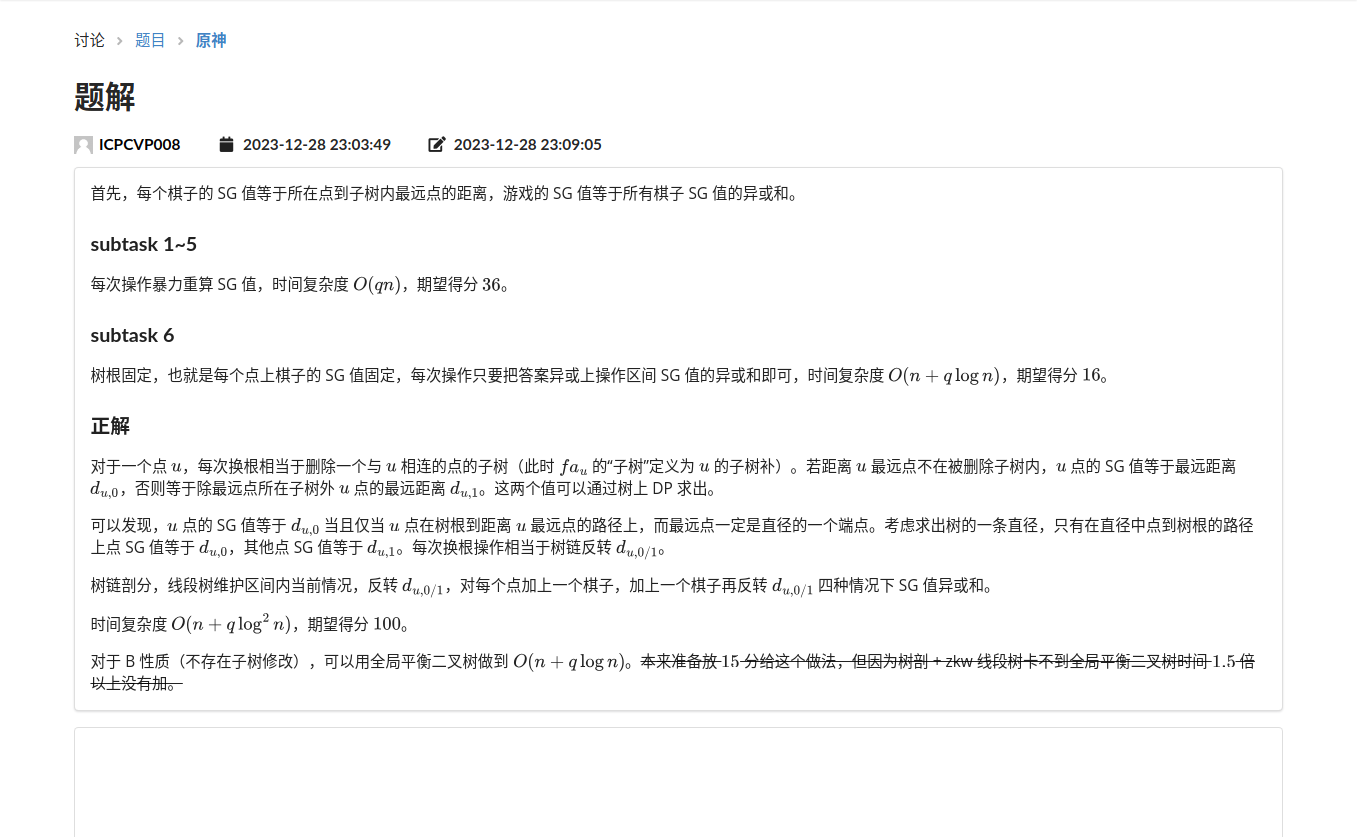 讨论 > 题目 > 原神
题解
ICPCVP008 2023-12-28 23:03:49 2023-12-28 23:09:05
首先，每个棋子的 SG 值等于所在点到子树内最远点的距离，游戏的 SG 值等于所有棋子 SG 值的异或和。
subtask 1~5
每次操作暴力重算 SG 值，时间复杂度 O(qn)，期望得分 36。
subtask 6
树根固定，也就是每个点上棋子的 SG 值固定，每次操作只要把答案异或上操作区间 SG 值的异或和即可，时间复杂度 O(n + q log n)，期望得分 16。
正解
对于一个点 u，每次换根相当于删除一个与 u 相连的点的子树（此时 fa_u 的“子树”定义为 u 的子树补）。若距离 u 最远点不在被删除子树内，u 点的 SG 值等于最远距离
d_{u,0}，否则等于除最远点所在子树外 u 点的最远距离 d_{u,1}。这两个值可以通过树上 DP 求出。
可以发现，u 点的 SG 值等于 d_{u,0} 当且仅当 u 点在树根到距离 u 最远点的路径上，而最远点一定是直径的一个端点。考虑求出树的一条直径，只有在直径中点到树根的路径
上点 SG 值等于 d_{u,0}，其他点 SG 值等于 d_{u,1}。每次换根操作相当于树链反转 d_{u,0/1}。
树链剖分，线段树维护区间内当前情况，反转 d_{u,0/1}，对每个点加上一个棋子，加上一个棋子再反转 d_{u,0/1} 四种情况下 SG 值异或和。
时间复杂度 O(n + q log² n)，期望得分 100。
对于 B 性质（不存在子树修改），可以用全局平衡二叉树做到 O(n + q log n)。本来准备放 15 分给这个做法，但因为树剖 + zkw 线段树卡不到全局平衡二叉树时间 1.5 倍
以上没有加。